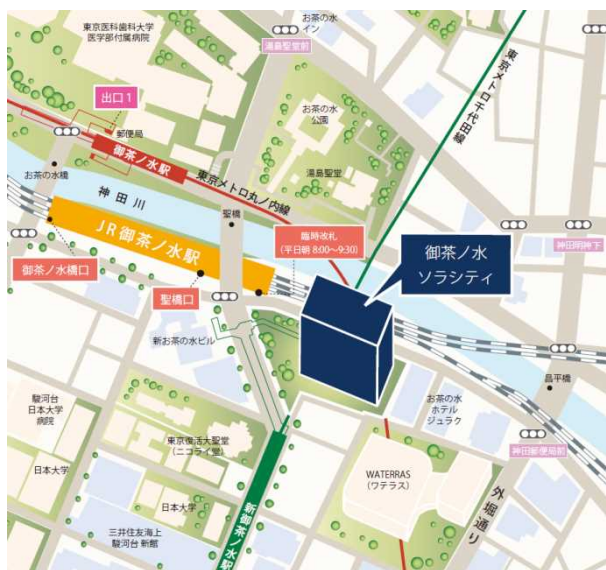 東京医科歯科大学
医学部付属病院
お茶の水
イン
湯島聖堂前
出口1
郵便局
御茶ノ水駅
お茶の水
公園
湯島聖堂
東京メトロ千代田線
お茶の水橋
神田川
東京メトロ丸ノ内線
聖橋
JR御茶ノ水駅
臨時改札
(平日朝 8:00〜9:30)
御茶ノ水
ソラシティ
神田明神下
御茶ノ水橋口
聖橋口
新お茶の水ビル
昌平橋
駿河台
日本大学
病院
東京復活大聖堂
(ニコライ堂)
お茶の水
ホテル
ジュラク
神田郵便局前
日本大学
日本大学
WATERRAS
(ワテラス)
外堀通り
新御茶ノ水駅
三井住友海上
駿河台新館